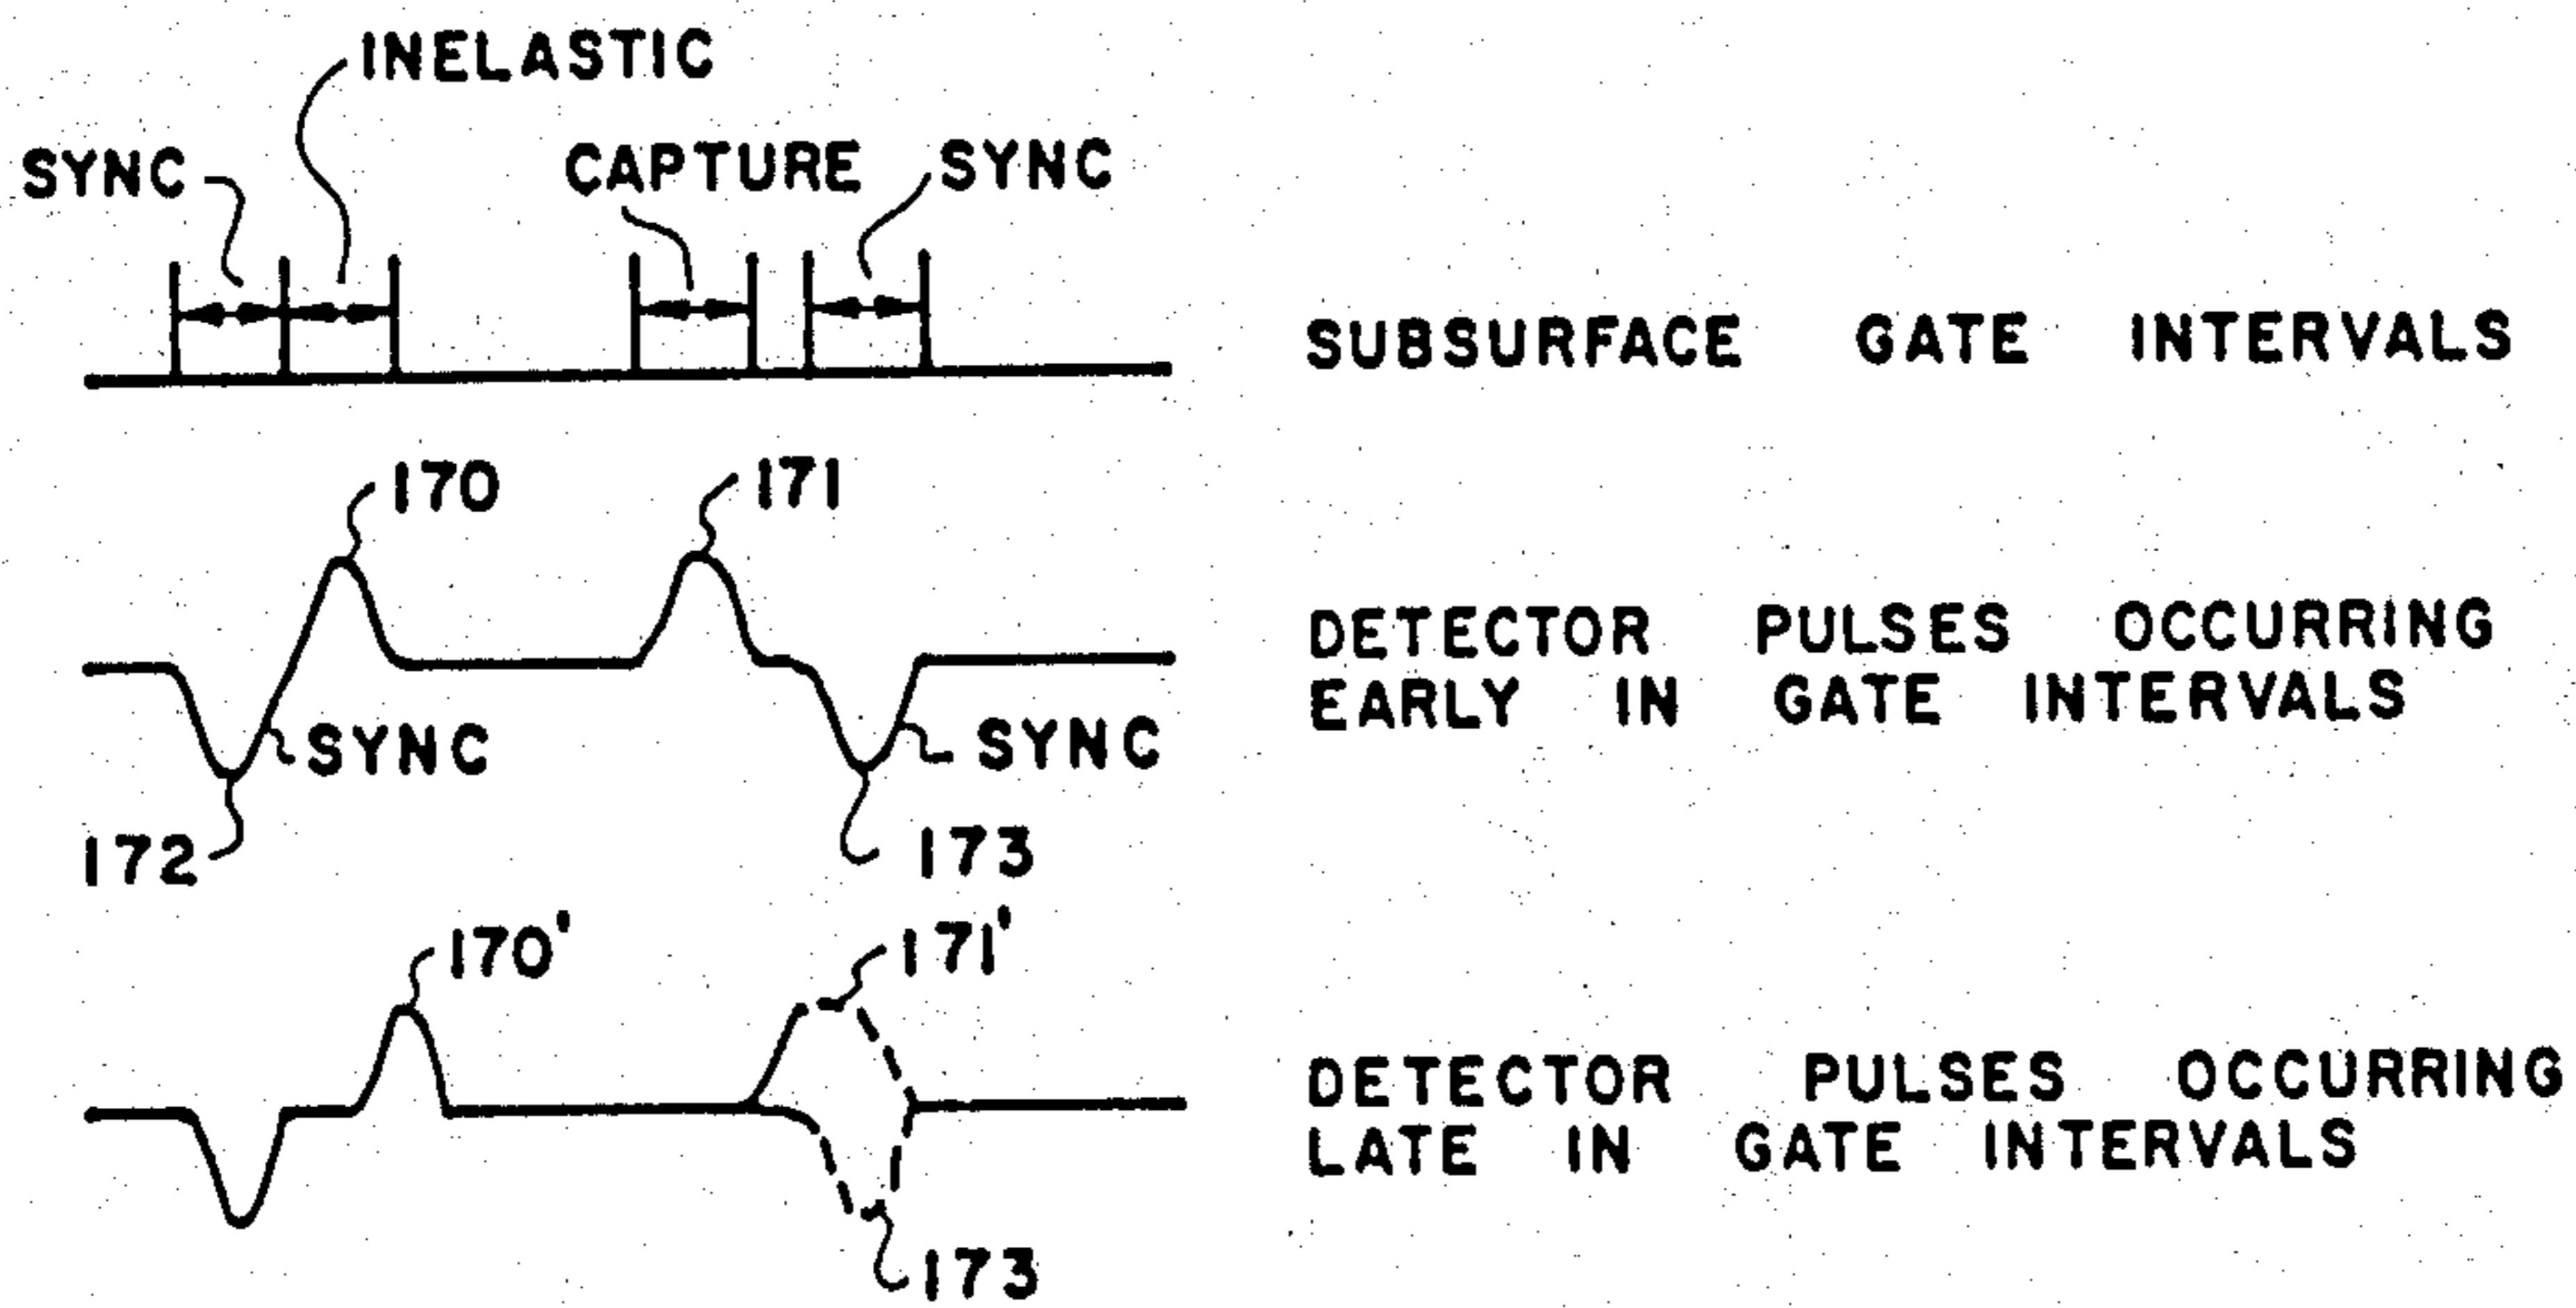 INELASTIC
SYNC
CAPTURE
SYNC
SUBSURFACE GATE INTERVALS
170
171
DETECTOR PULSES OCCURRING
EARLY IN GATE INTERVALS
SYNC
SYNC
172
173
170'
171'
DETECTOR PULSES OCCURRING
LATE IN GATE INTERVALS
173